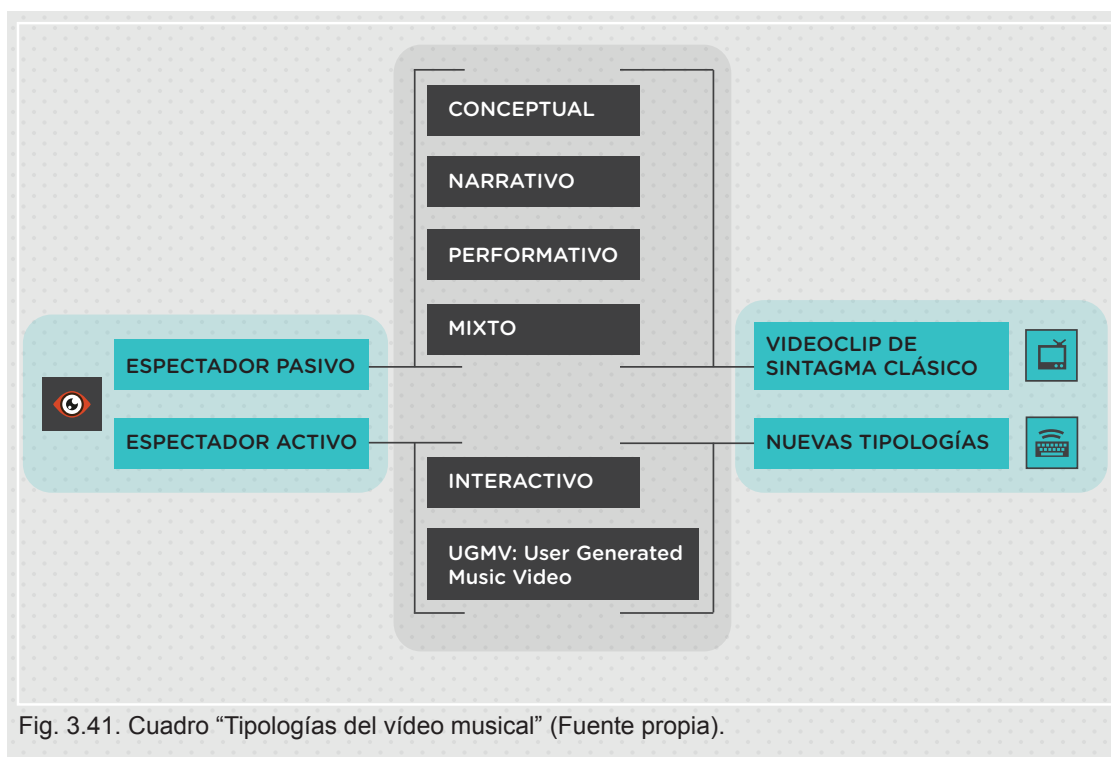 CONCEPTUAL
NARRATIVO
PERFORMATIVO
MIXTO
ESPECTADOR PASIVO
ESPECTADOR ACTIVO
VIDEOCLIP DE
SINTAGMA CLÁSICO
NUEVAS TIPOLOGÍAS
INTERACTIVO
UGMV: User Generated
Music Video
Fig. 3.41. Cuadro “Tipologías del vídeo musical” (Fuente propia).